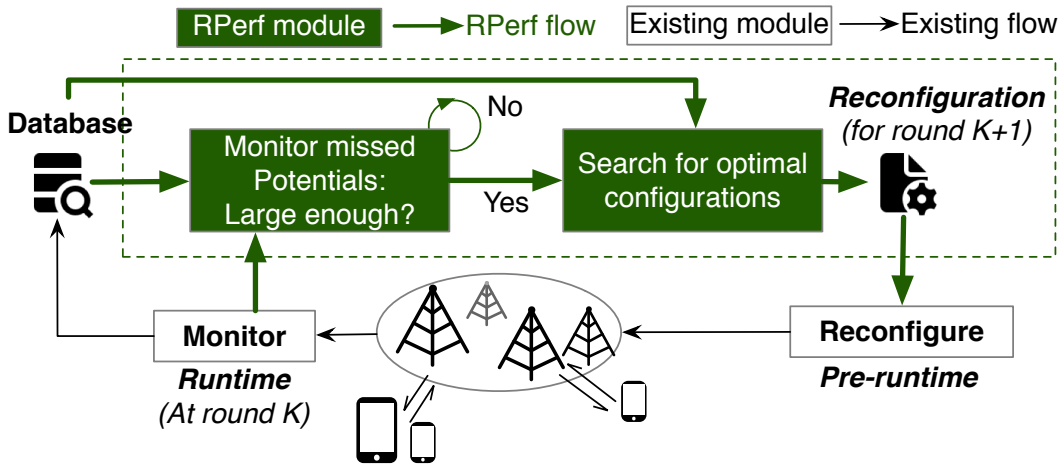 RPerf module
RPerf flow
Existing module
Existing flow
Database
No
Reconfiguration
(for round K+1)
Monitor missed
Potentials:
Large enough?
Yes
Search for optimal
configurations
Monitor
Runtime
(At round K)
Reconfigure
Pre-runtime